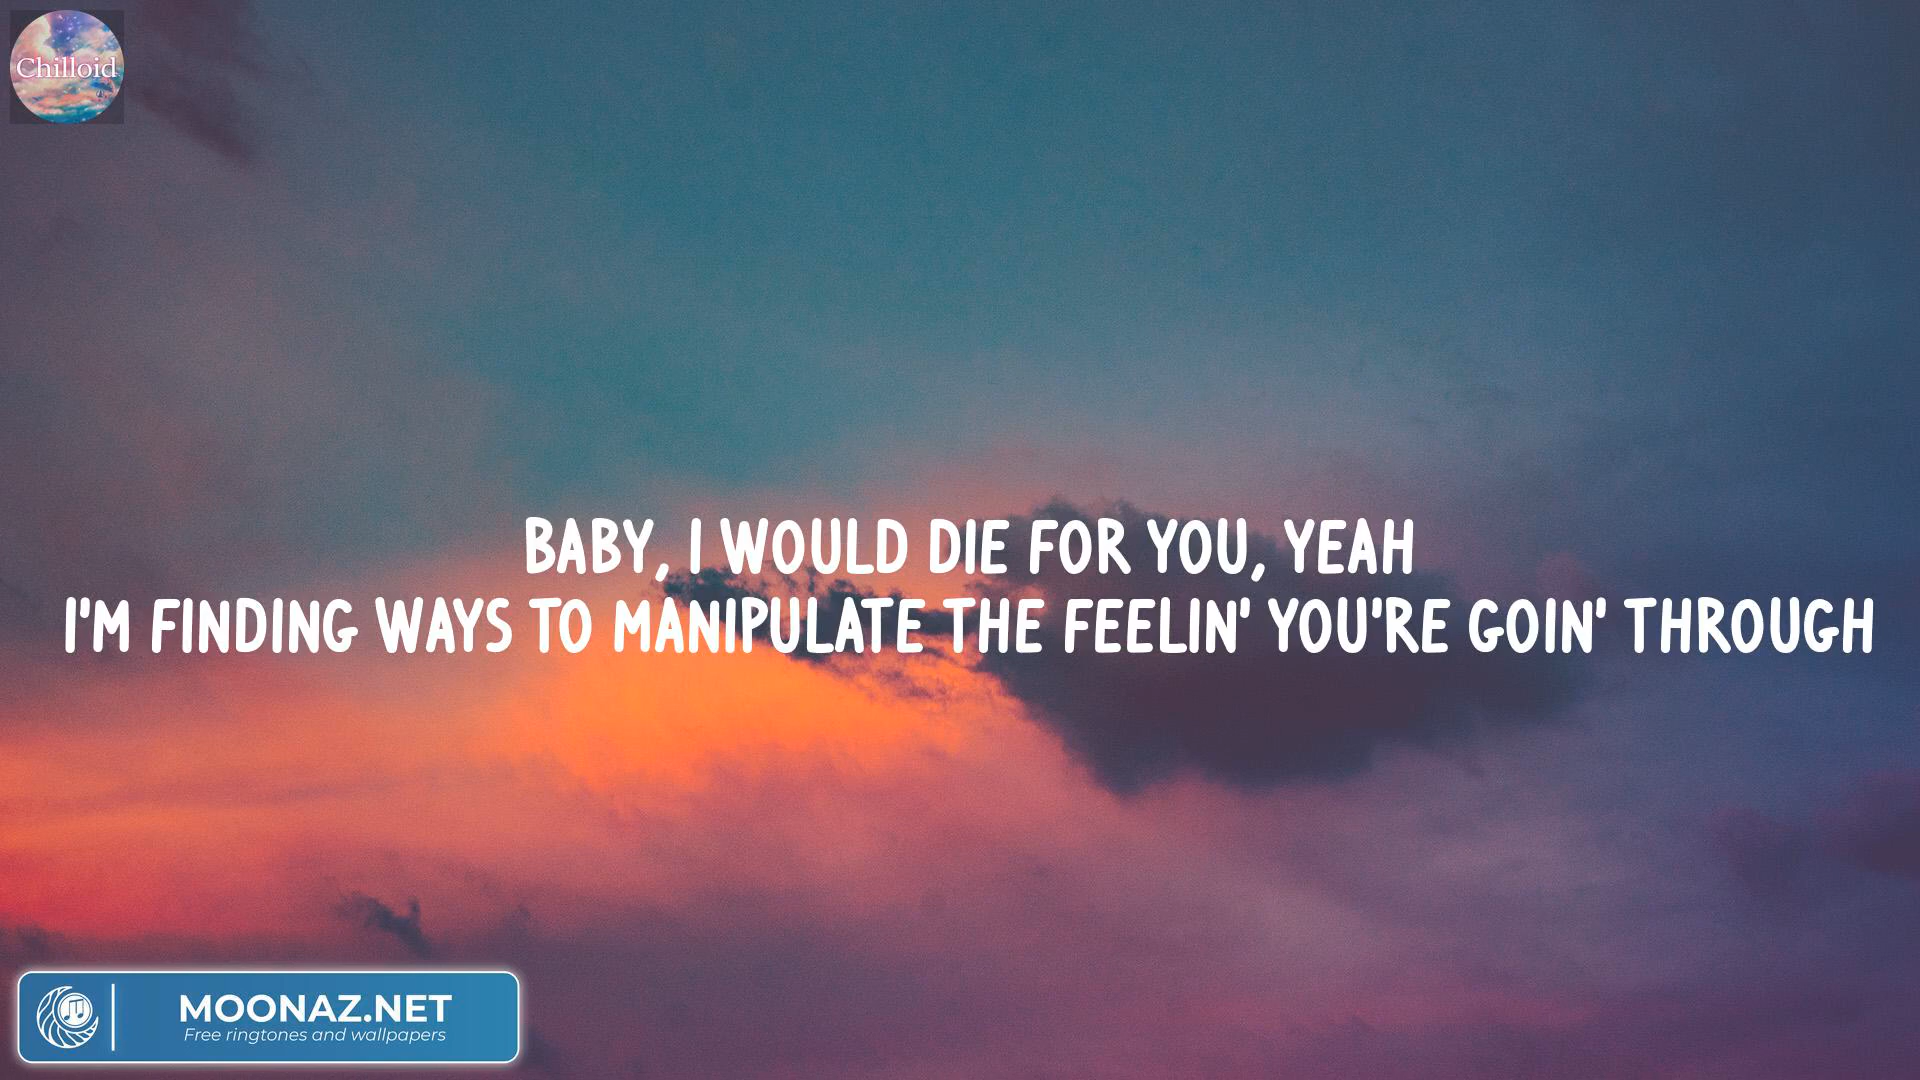 Chilloid
BABY, I WOULD DIE FOR YOU, YEAH
I'M FINDING WAYS TO MANIPULATE THE FEELIN' YOU'RE GOIN' THROUGH
MOONAZ.NET
Free ringtones and wallpapers